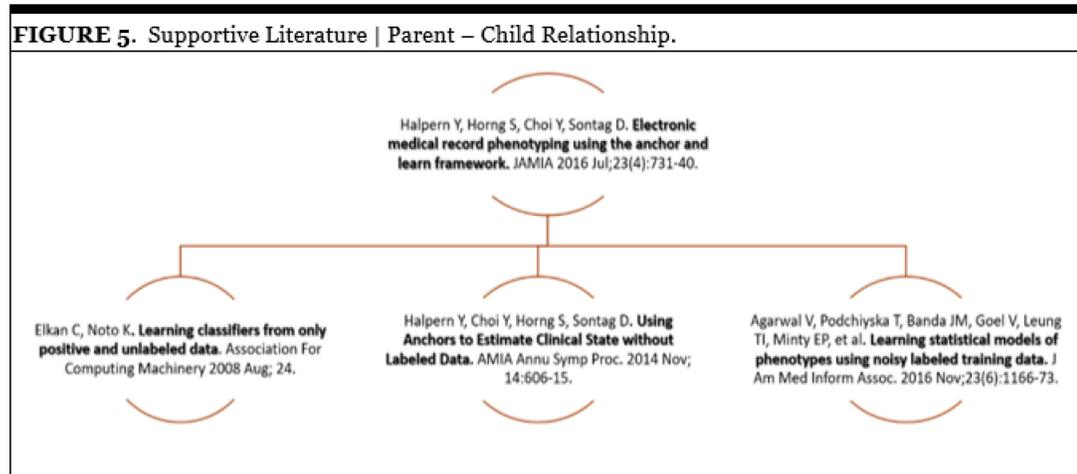 FIGURE 5. Supportive Literature | Parent – Child Relationship.
Halpern Y, Horng S, Choi Y, Sontag D. Electronic
medical record phenotyping using the anchor and
learn framework. JAMIA 2016 Jul;23(4):731-40.
Elkan C, Noto K. Learning classifiers from only
positive and unlabeled data. Association For
Computing Machinery 2008 Aug; 24.
Halpern Y, Choi Y, Horng S, Sontag D. Using
Anchors to Estimate Clinical State without
Labeled Data. AMIA Annu Symp Proc. 2014 Nov;
14:606-15.
Agarwal V, Podchiyska T, Banda JM, Goel V, Leung
TI, Minty EP, et al. Learning statistical models of
phenotypes using noisy labeled training data. J
Am Med Inform Assoc. 2016 Nov;23(6):1166-73.